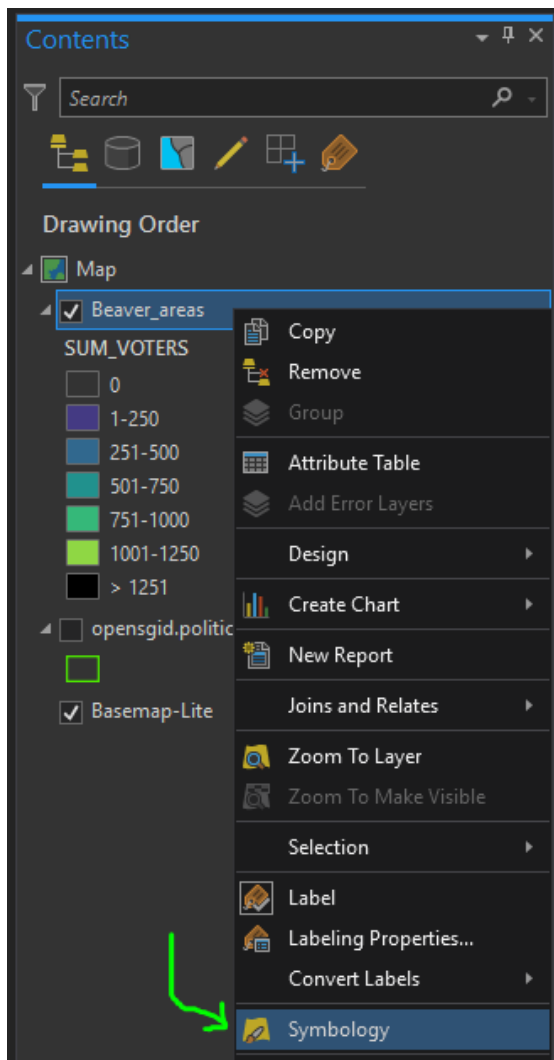 Contents
Search
Drawing Order
Map
Beaver_areas
SUM_VOTERS
0
1-250
251-500
501-750
751-1000
1001-1250
> 1251
opensgid.politic
Basemap-Lite
Copy
Remove
Group
Attribute Table
Add Error Layers
Design
Create Chart
New Report
Joins and Relates
Zoom To Layer
Zoom To Make Visible
Selection
Label
Labeling Properties...
Convert Labels
Symbology